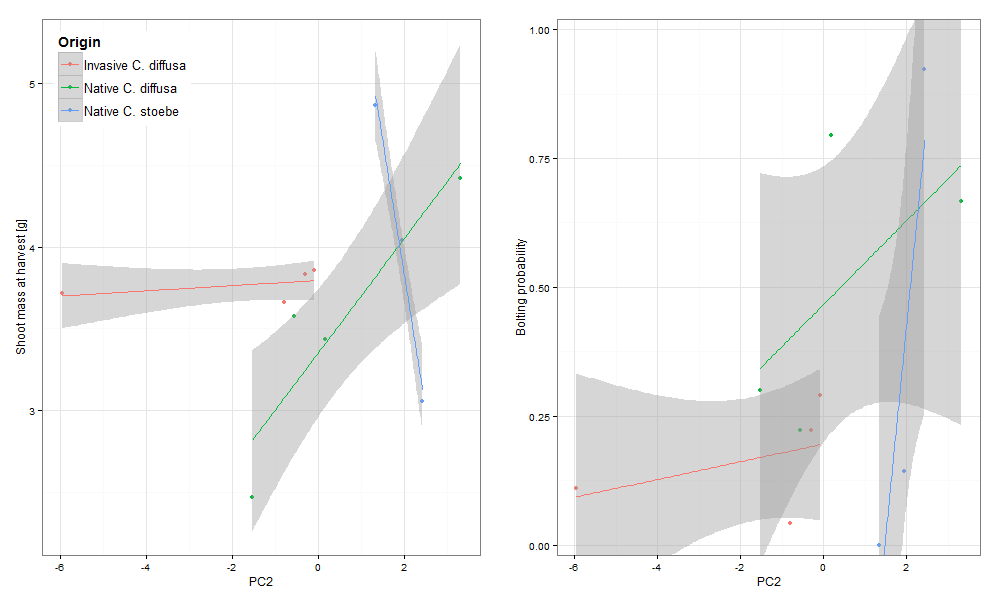 Origin
Invasive C. diffusa
Native C. diffusa
Native C. stoebe
5
4
3
Shoot mass at harvest [g]
-6
-4
-2
0
2
PC2
1.00
0.75
0.50
0.25
0.00
Bolting probability
-6
-4
-2
0
2
PC2